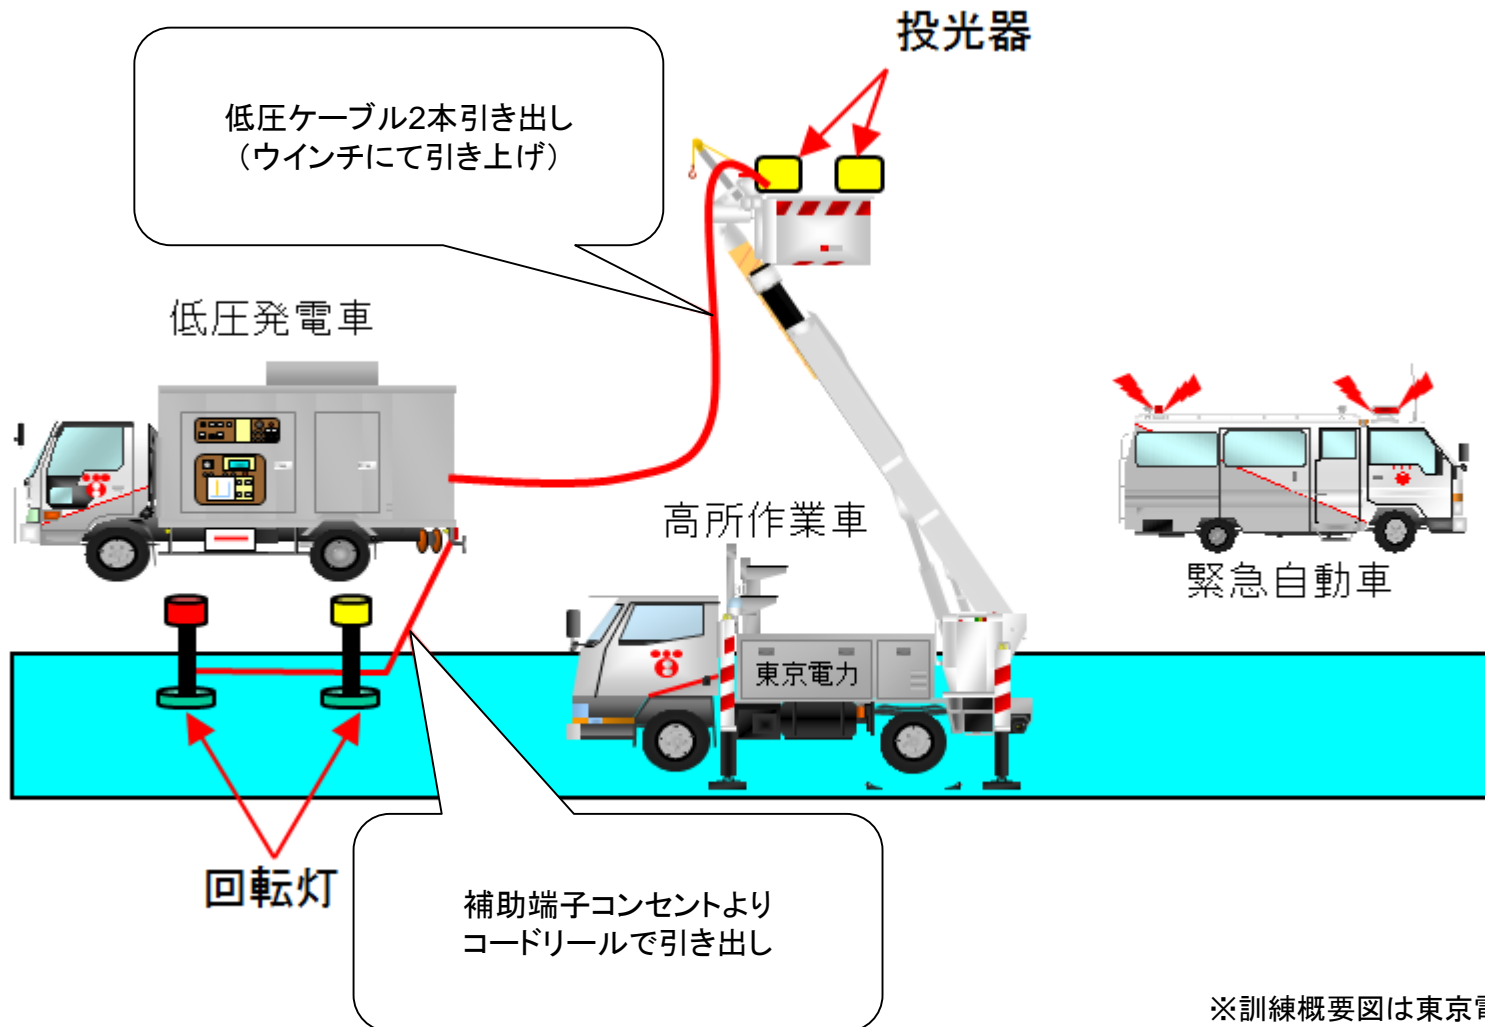 投光器
低圧ケーブル2本引き出し
（ウインチにて引き上げ）
低圧発電車
高所作業車
緊急自動車
東京電力
回転灯
補助端子コンセントより
コードリールで引き出し
※訓練概要図は東京電